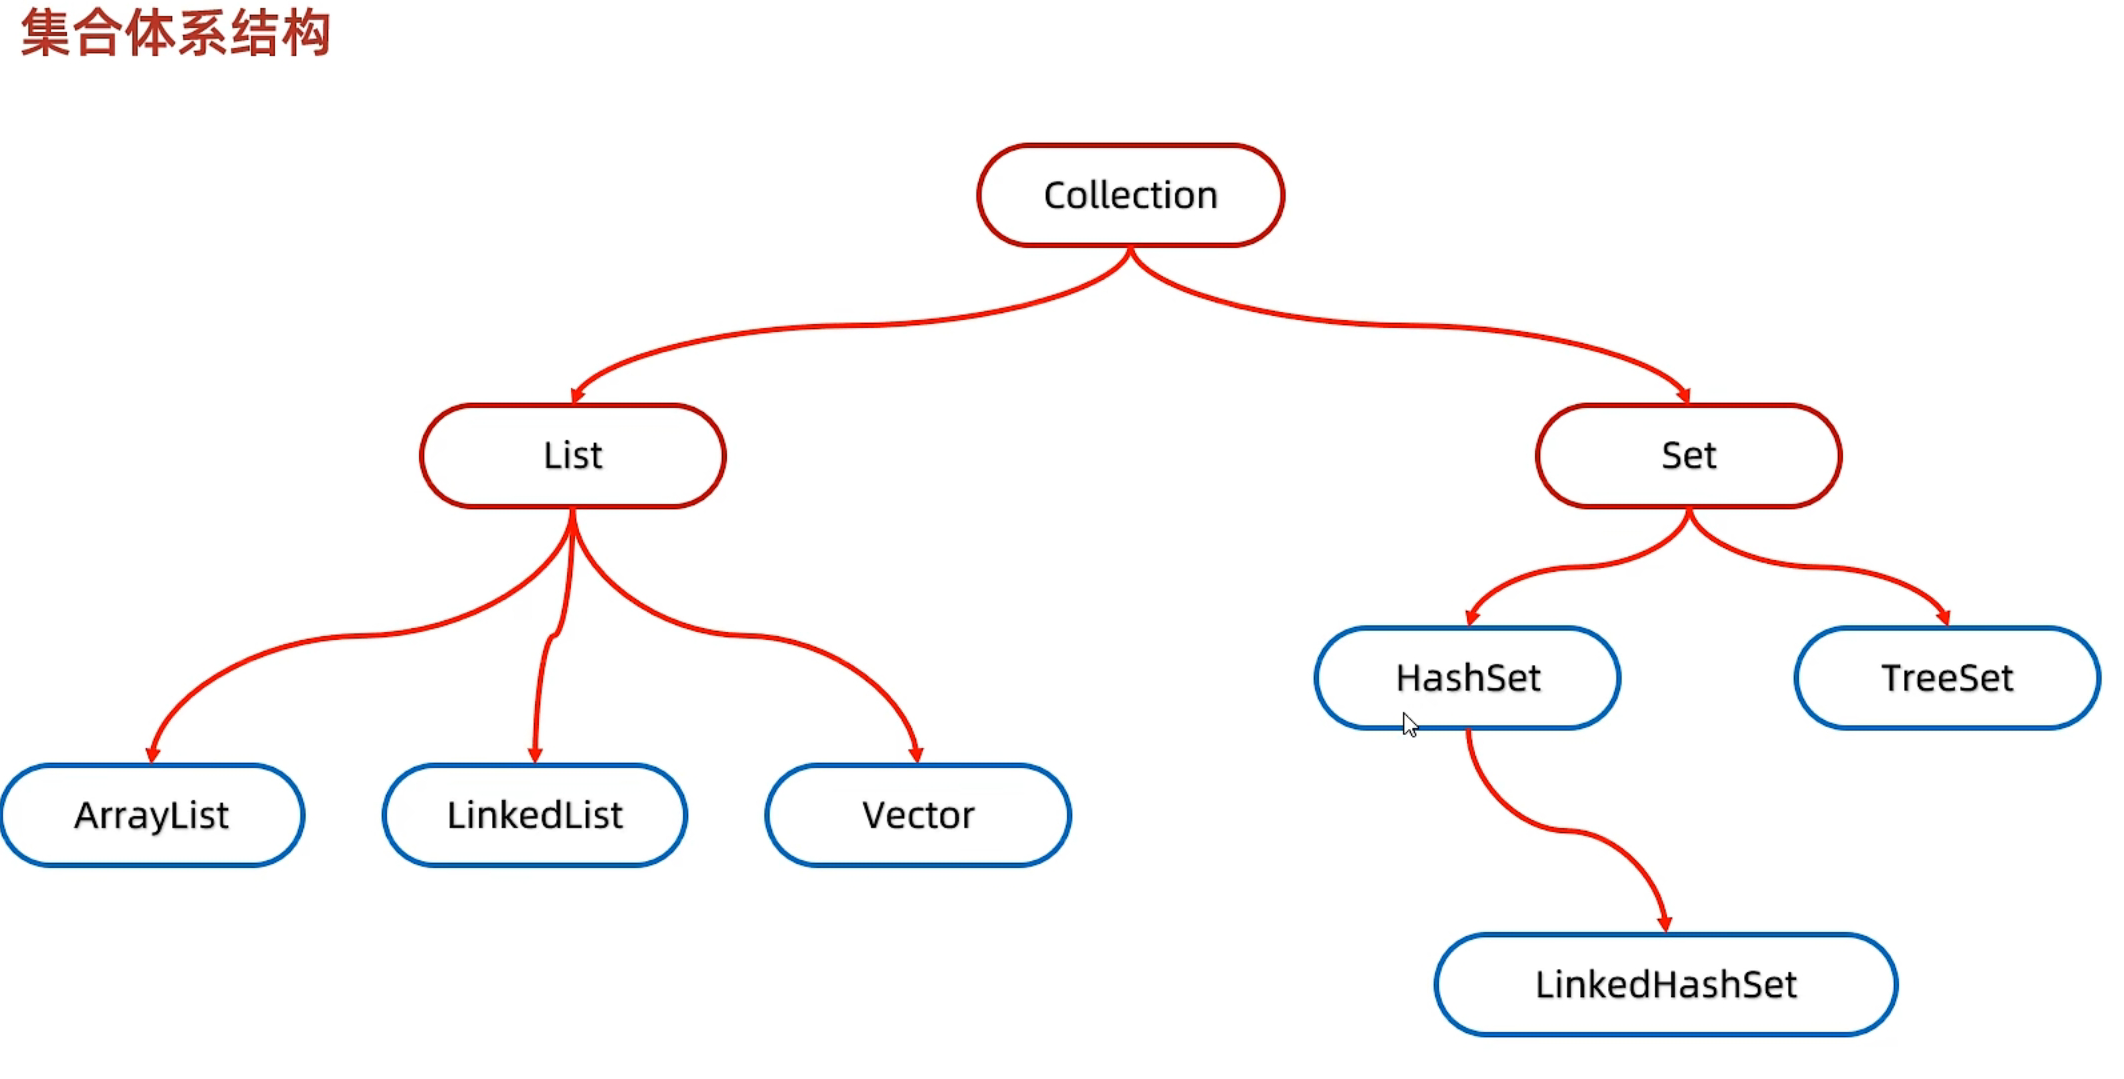 集合体系结构
Collection
List
Set
HashSet
TreeSet
ArrayList
LinkedList
Vector
LinkedHashSet